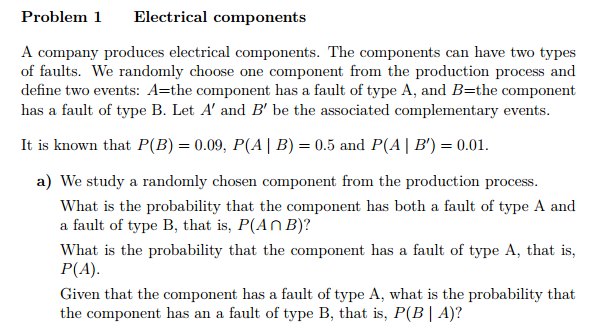 Problem 1 Electrical components
A company produces electrical components. The components can have two types
of faults. We randomly choose one component from the production process and
define two events: A=the component has a fault of type A, and B=the component
has a fault of type B. Let A′ and B′ be the associated complementary events.
It is known that P(B) = 0.09, P(A | B) = 0.5 and P(A | B′) = 0.01.
a) We study a randomly chosen component from the production process.
What is the probability that the component has both a fault of type A and
a fault of type B, that is, P(A ∩ B)?
What is the probability that the component has a fault of type A, that is,
P(A).
Given that the component has a fault of type A, what is the probability that
the component has an a fault of type B, that is, P(B | A)?